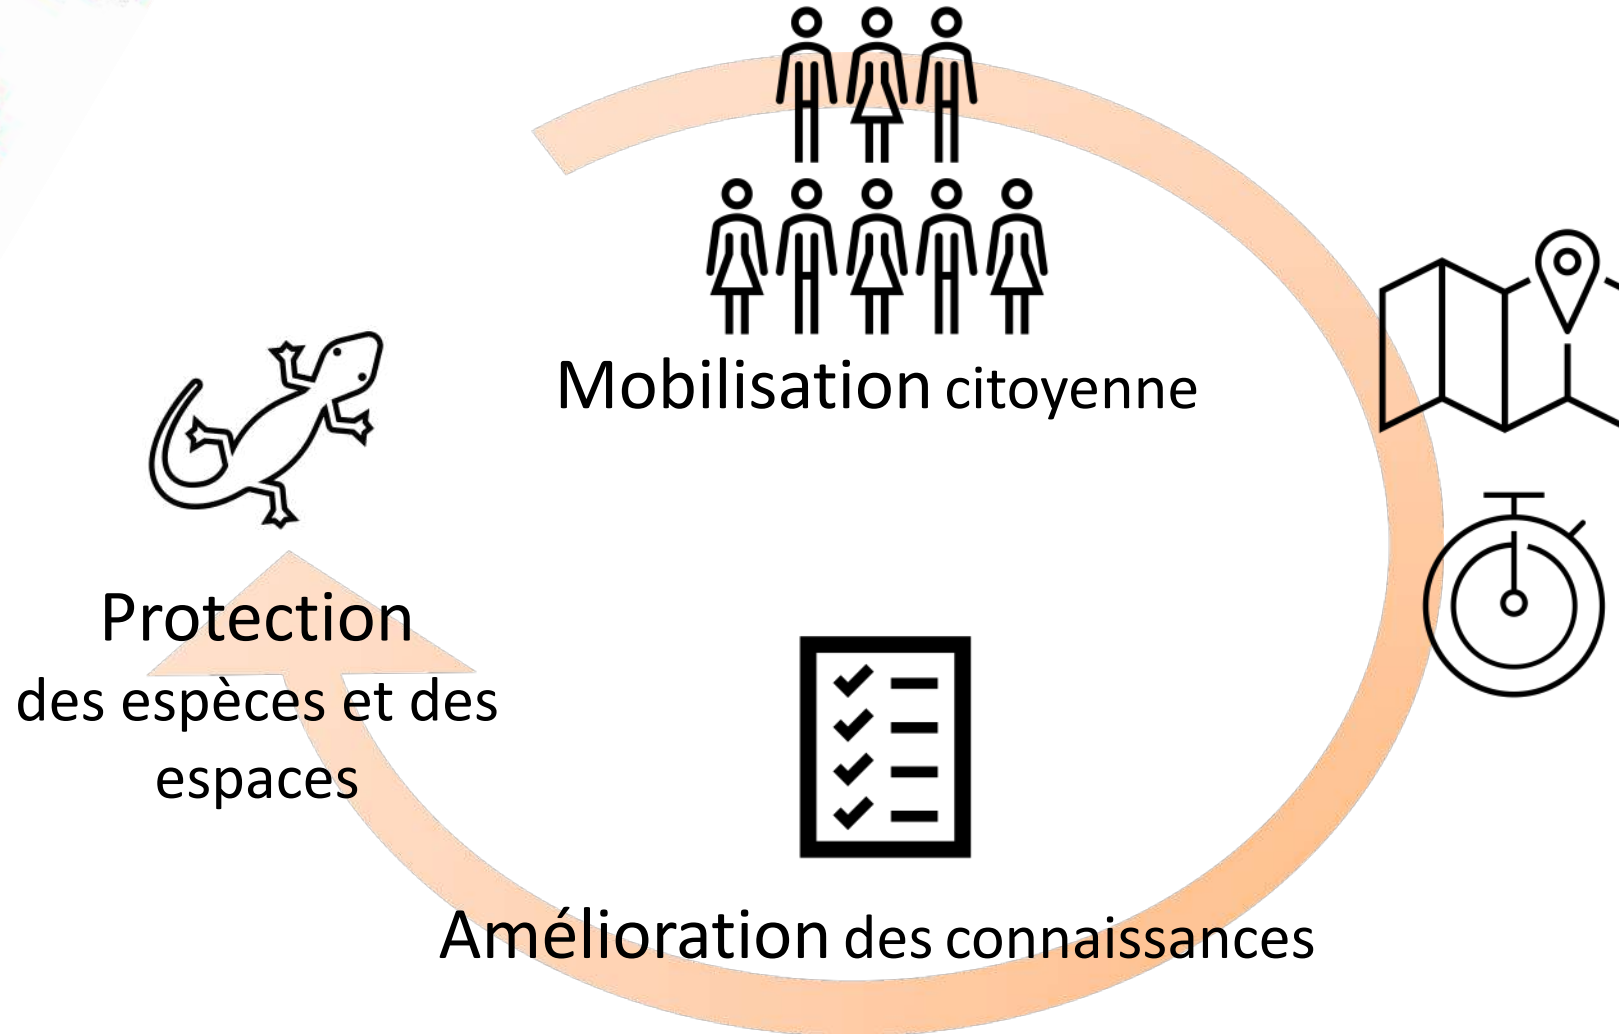 Mobilisation citoyenne
Protection
des espèces et des
espaces
Amélioration des connaissances